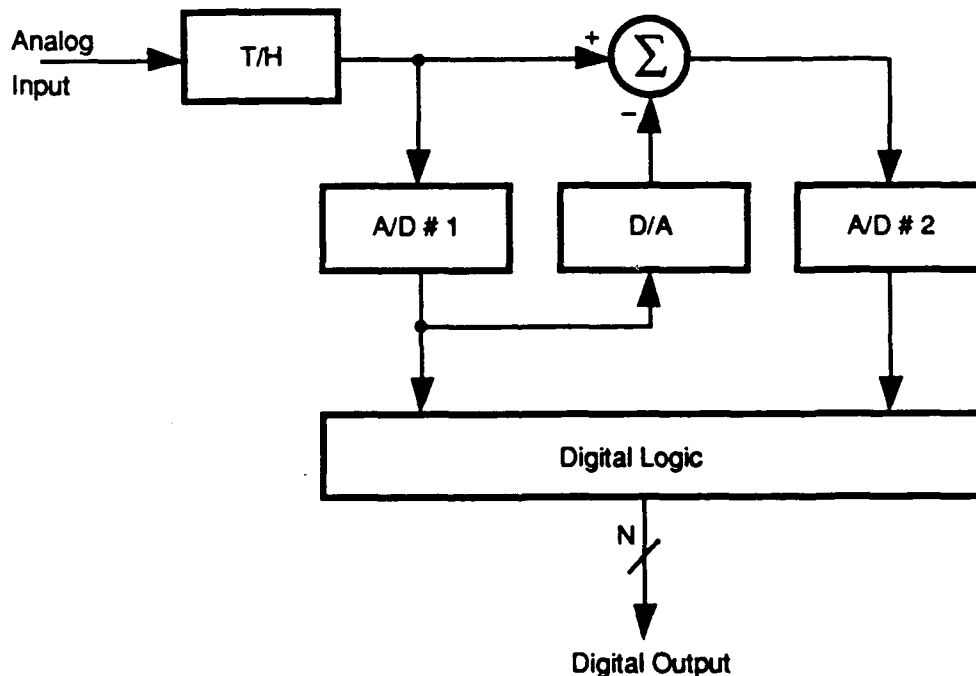 Analog
Input
T/H
+
Σ
−
A/D # 1
D/A
A/D # 2
Digital Logic
N
Digital Output